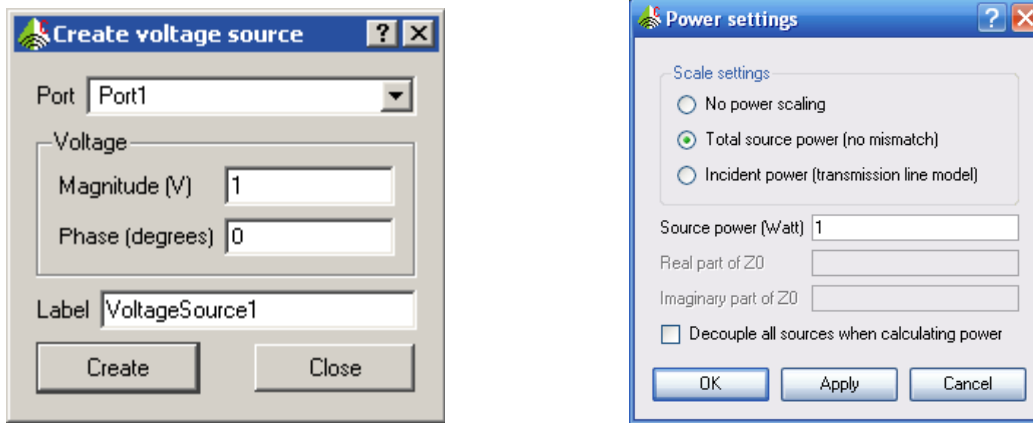 Create voltage source
Port Port1
Voltage
Magnitude (V) 1
Phase (degrees) 0
Label VoltageSource1
Create Close
Power settings
Scale settings
No power scaling
Total source power (no mismatch)
Incident power (transmission line model)
Source power (Watt) 1
Real part of Z0
Imaginary part of Z0
Decouple all sources when calculating power
OK Apply Cancel